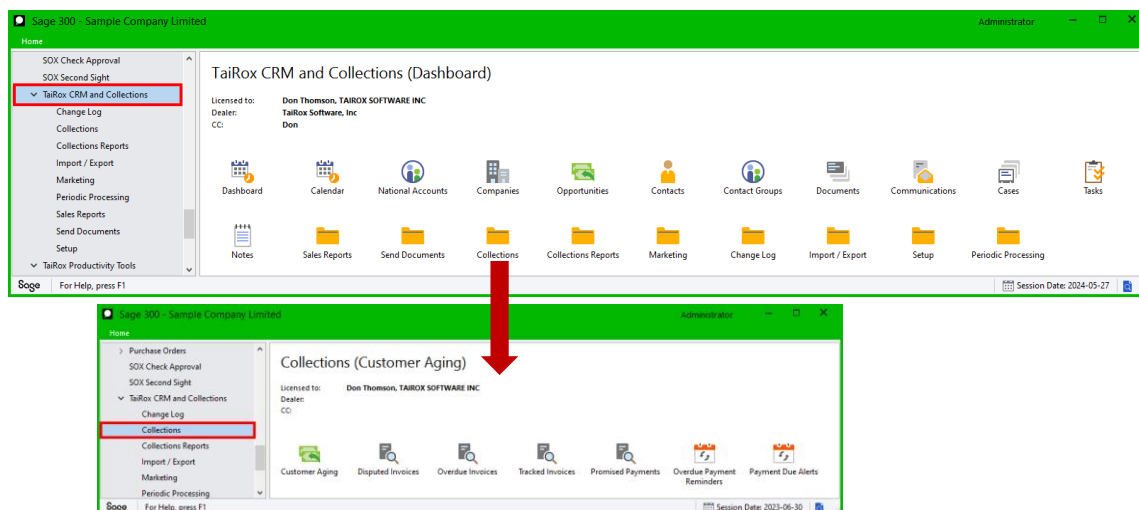 Sage 300 - Sample Company Limited
Administrator
Home
SOX Check Approval
SOX Second Sight
TaiRox CRM and Collections
Change Log
Collections
Collections Reports
Import / Export
Marketing
Periodic Processing
Sales Reports
Send Documents
Setup
TaiRox Productivity Tools
TaiRox CRM and Collections (Dashboard)
Licensed to: Don Thomson, TAIROX SOFTWARE INC
Dealer: TaiRox Software, Inc
CC: Don
Dashboard Calendar National Accounts Companies Opportunities Contacts Contact Groups Documents Communications Cases Tasks
Notes Sales Reports Send Documents Collections Collections Reports Marketing Change Log Import / Export Setup Periodic Processing
Sage For Help, press F1 Session Date: 2024-05-27
Sage 300 - Sample Company Limited
Administrator
Home
Purchase Orders
SOX Check Approval
SOX Second Sight
TaiRox CRM and Collections
Change Log
Collections
Collections Reports
Import / Export
Marketing
Periodic Processing
Collections (Customer Aging)
Licensed to: Don Thomson, TAIROX SOFTWARE INC
Dealer:
CC:
Customer Aging Disputed Invoices Overdue Invoices Tracked Invoices Promised Payments Overdue Payment Payment Due Alerts
Reminders
Sage For Help, press F1 Session Date: 2023-06-30